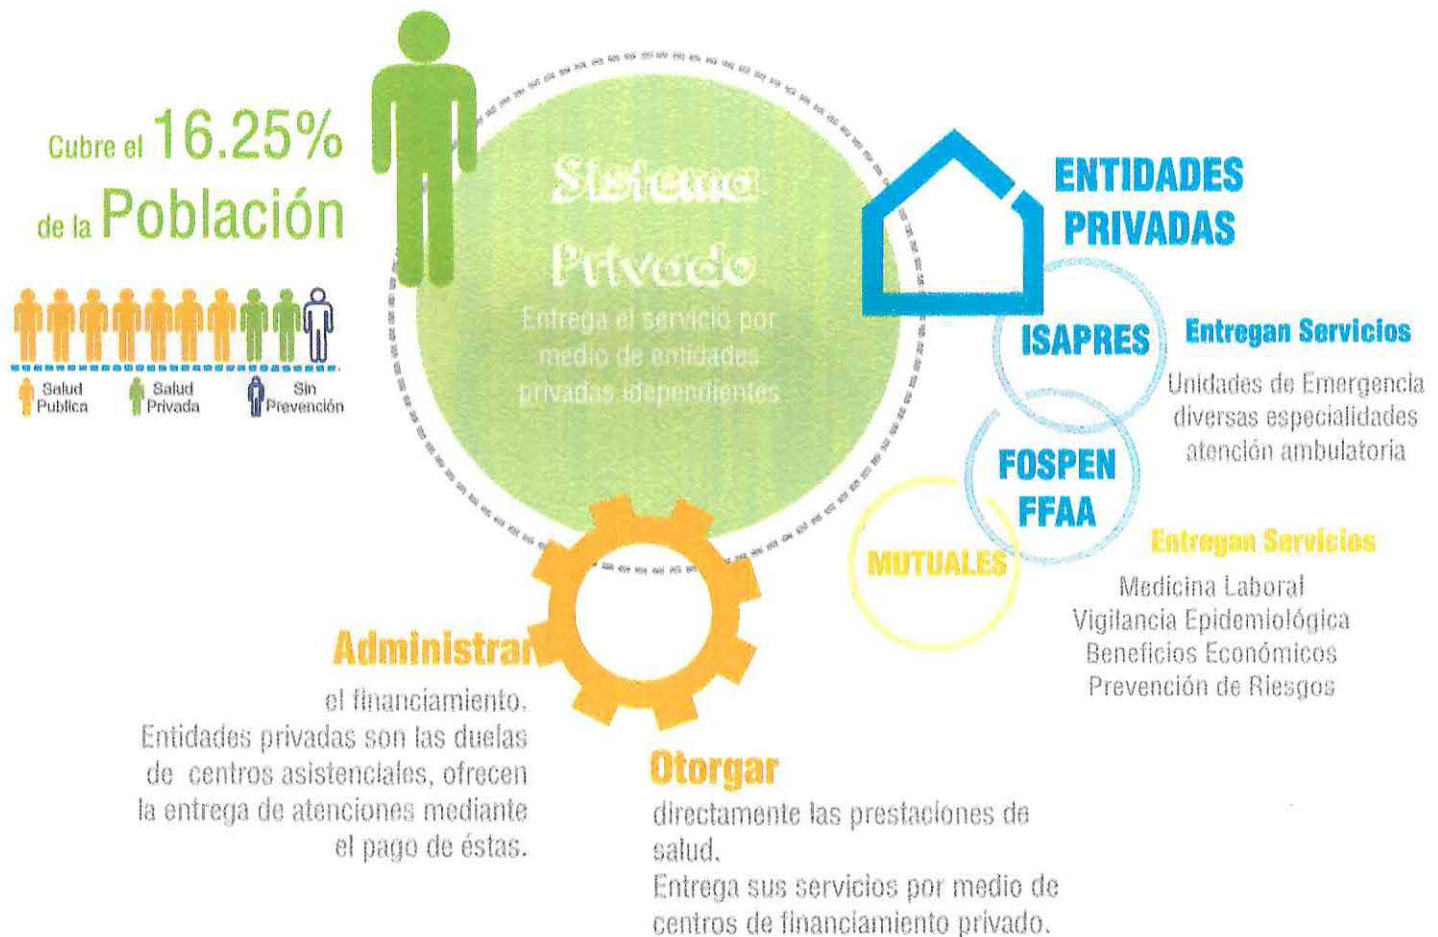 Cubre el 16.25%
de la Población
Salud
Publica
Salud
Privada
Sin
Prevención
Sistema
Privado
Entrega el servicio por
medio de entidades
privadas idependientes
ENTIDADES
PRIVADAS
ISAPRES
FOSPEN
FFAA
MUTUALES
Entregan Servicios
Unidades de Emergencia
diversas especialidades
atención ambulatoria
Entregan Servicios
Medicina Laboral
Vigilancia Epidemiológica
Beneficios Económicos
Prevención de Riesgos
Administrar
el financiamiento.
Entidades privadas son las duelas
de centros asistenciales, ofrecen
la entrega de atenciones mediante
el pago de éstas.
Otorgar
directamente las prestaciones de
salud.
Entrega sus servicios por medio de
centros de financiamiento privado.